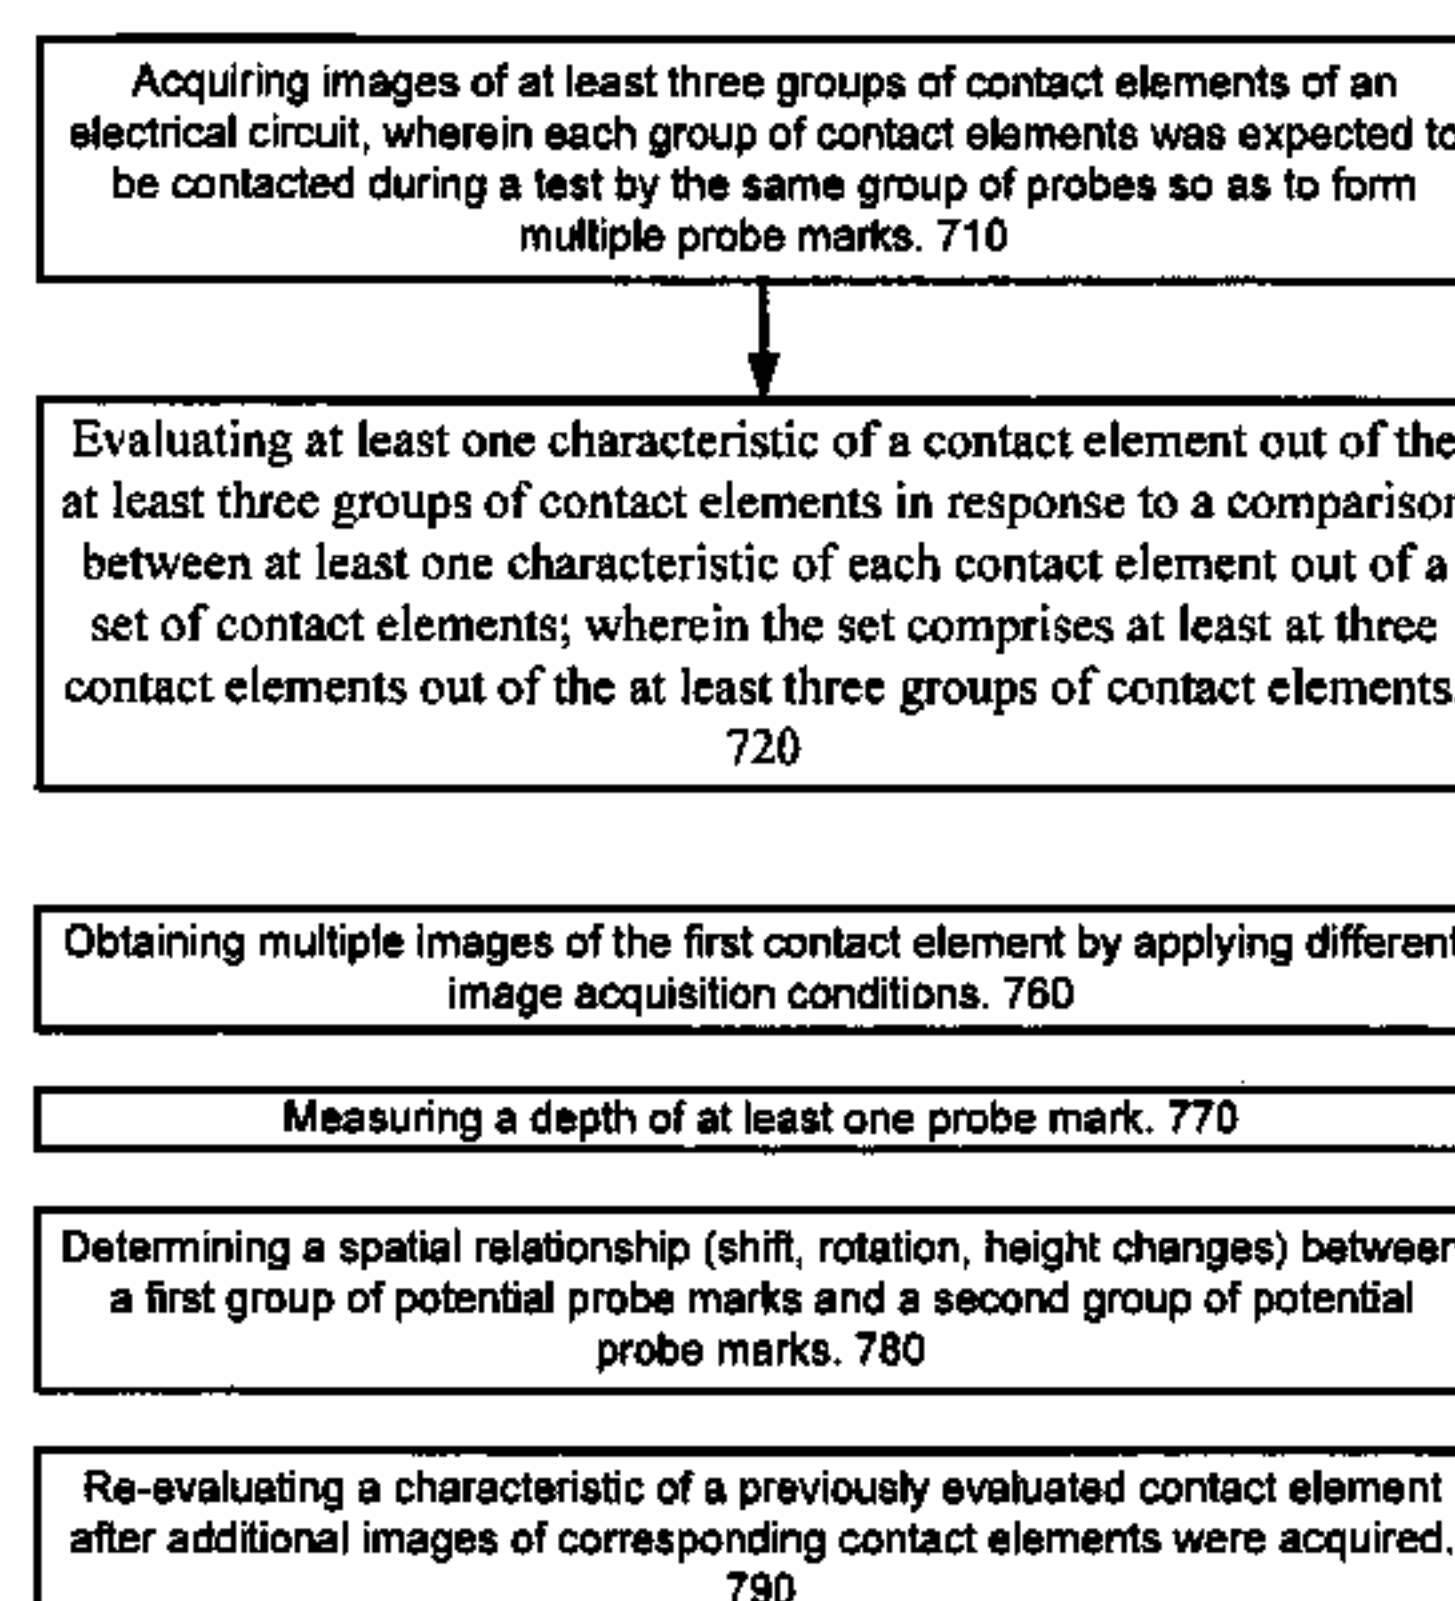 Acquiring images of at least three groups of contact elements of an
electrical circuit, wherein each group of contact elements was expected to
be contacted during a test by the same group of probes so as to form
multiple probe marks. 710
Evaluating at least one characteristic of a contact element out of the
at least three groups of contact elements in response to a comparison
between at least one characteristic of each contact element out of a
set of contact elements; wherein the set comprises at least at three
contact elements out of the at least three groups of contact elements.
720
Obtaining multiple images of the first contact element by applying different
image acquisition conditions. 760
Measuring a depth of at least one probe mark. 770
Determining a spatial relationship (shift, rotation, height changes) between
a first group of potential probe marks and a second group of potential
probe marks. 780
Re-evaluating a characteristic of a previously evaluated contact element
after additional images of corresponding contact elements were acquired.
790